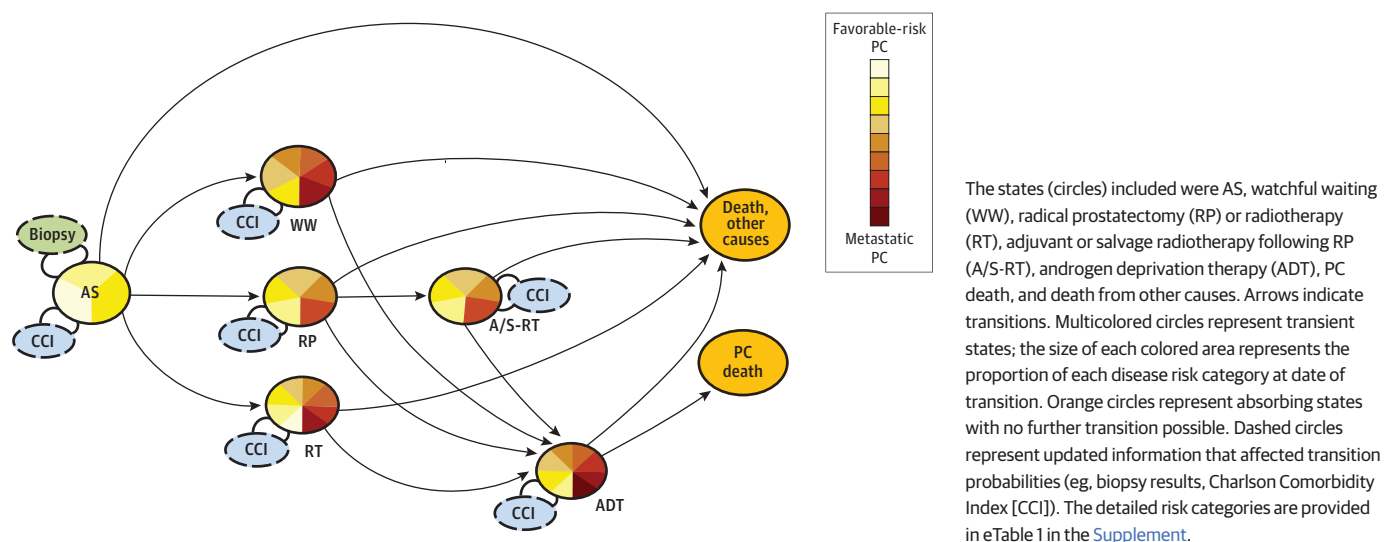 Favorable-risk
PC
Metastatic
PC
Biopsy
AS
CCI
CCI
WW
CCI
RP
CCI
RT
CCI
A/S-RT
CCI
ADT
Death,
other
causes
PC
death
The states (circles) included were AS, watchful waiting
(WW), radical prostatectomy (RP) or radiotherapy
(RT), adjuvant or salvage radiotherapy following RP
(A/S-RT), androgen deprivation therapy (ADT), PC
death, and death from other causes. Arrows indicate
transitions. Multicolored circles represent transient
states; the size of each colored area represents the
proportion of each disease risk category at date of
transition. Orange circles represent absorbing states
with no further transition possible. Dashed circles
represent updated information that affected transition
probabilities (eg, biopsy results, Charlson Comorbidity
Index [CCI]). The detailed risk categories are provided
in eTable 1 in the Supplement.